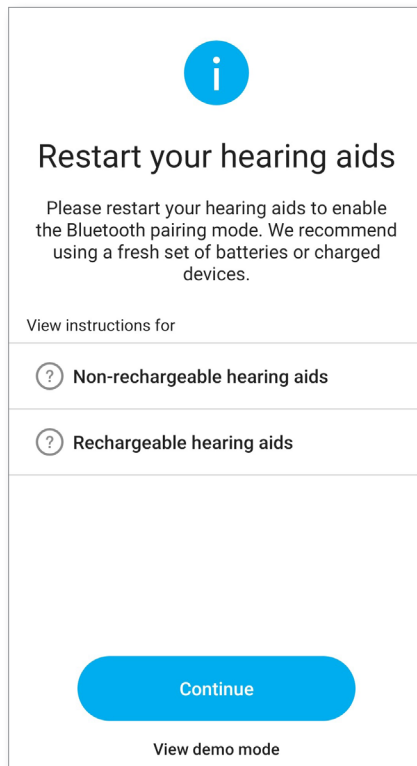 i
Restart your hearing aids
Please restart your hearing aids to enable
the Bluetooth pairing mode. We recommend
using a fresh set of batteries or charged
devices.
View instructions for
? Non-rechargeable hearing aids
? Rechargeable hearing aids
Continue
View demo mode